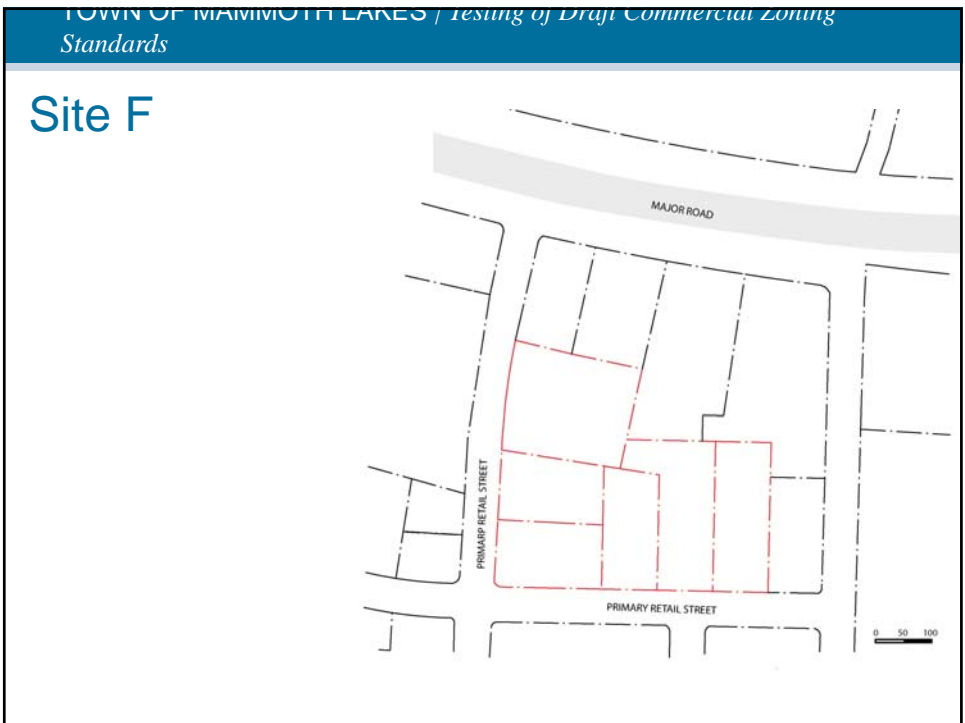 TOWN OF MAMMOTH LAKES / Testing of Draft Commercial Zoning
Standards
Site F
MAJOR ROAD
PRIMARP RETAIL STREET
PRIMARY RETAIL STREET
0 50 100